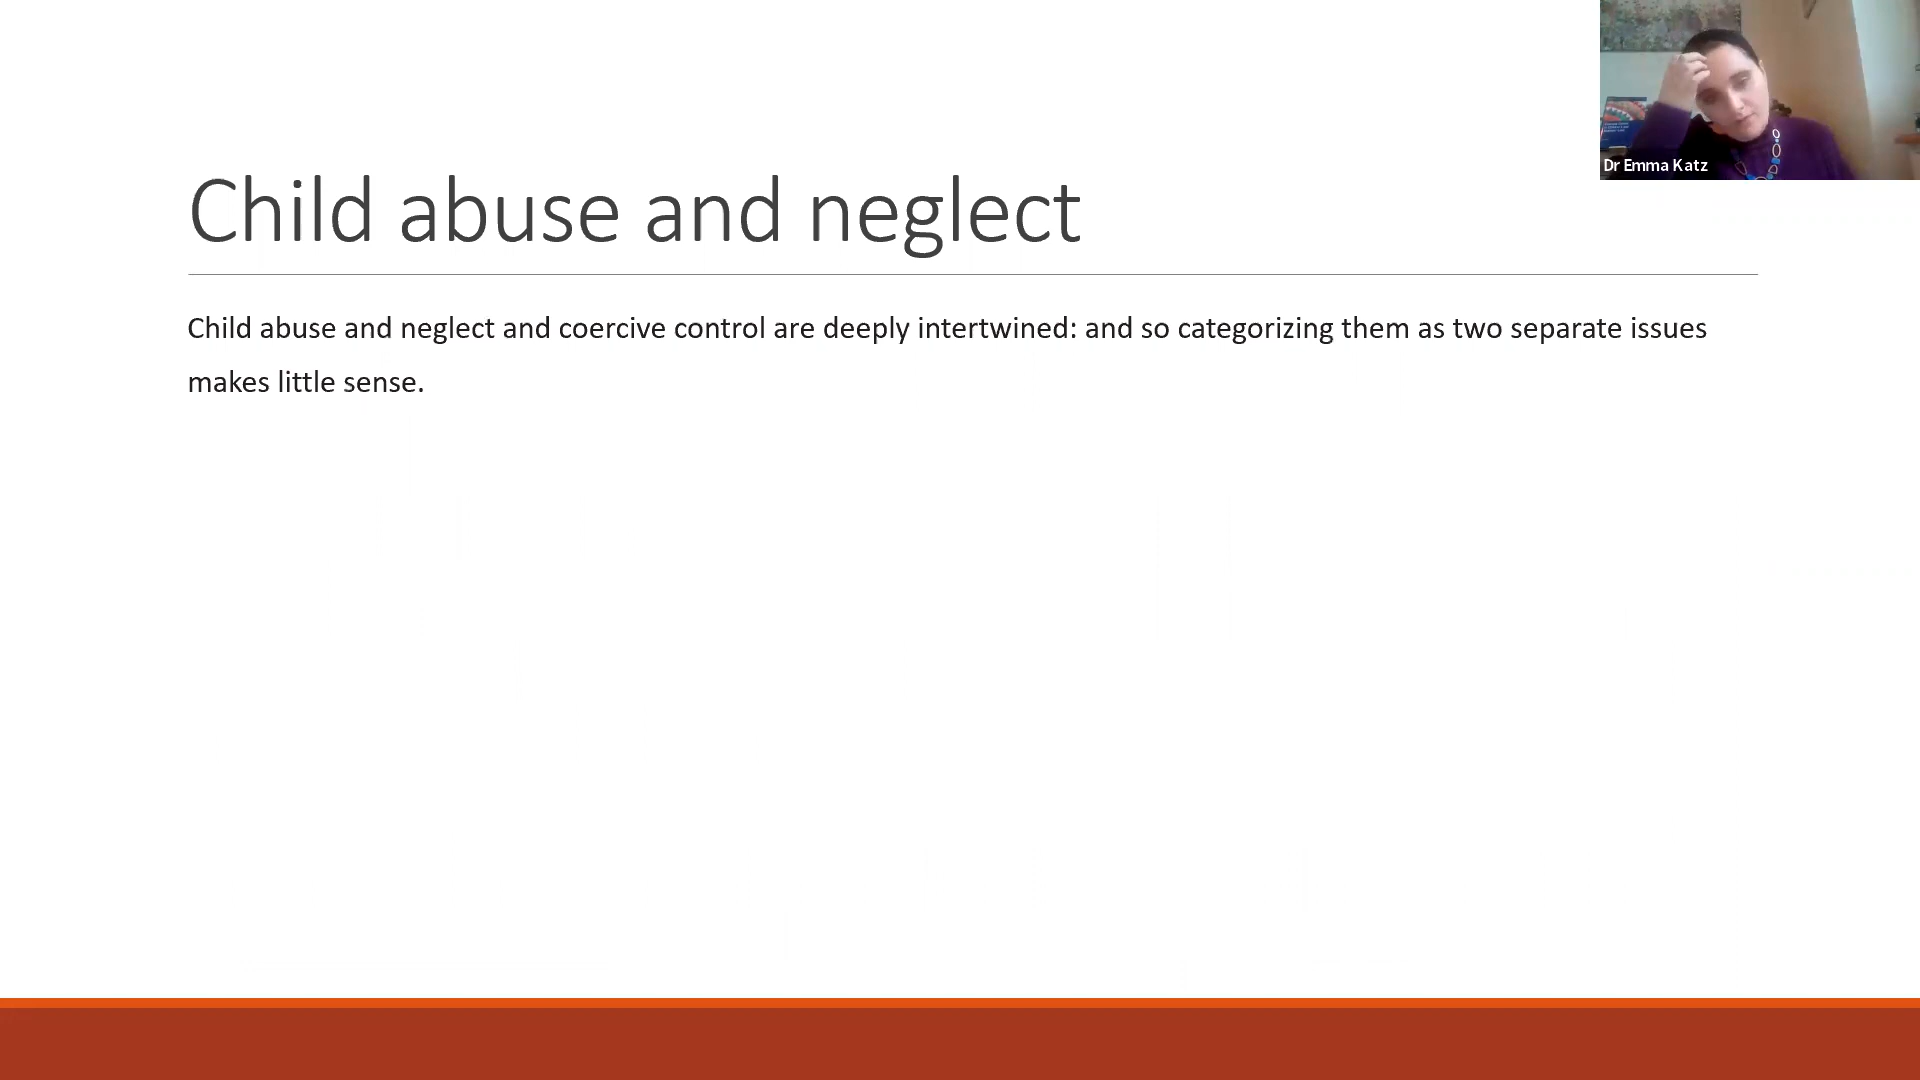 Dr Emma Katz
Child abuse and neglect
Child abuse and neglect and coercive control are deeply intertwined: and so categorizing them as two separate issues
makes little sense.